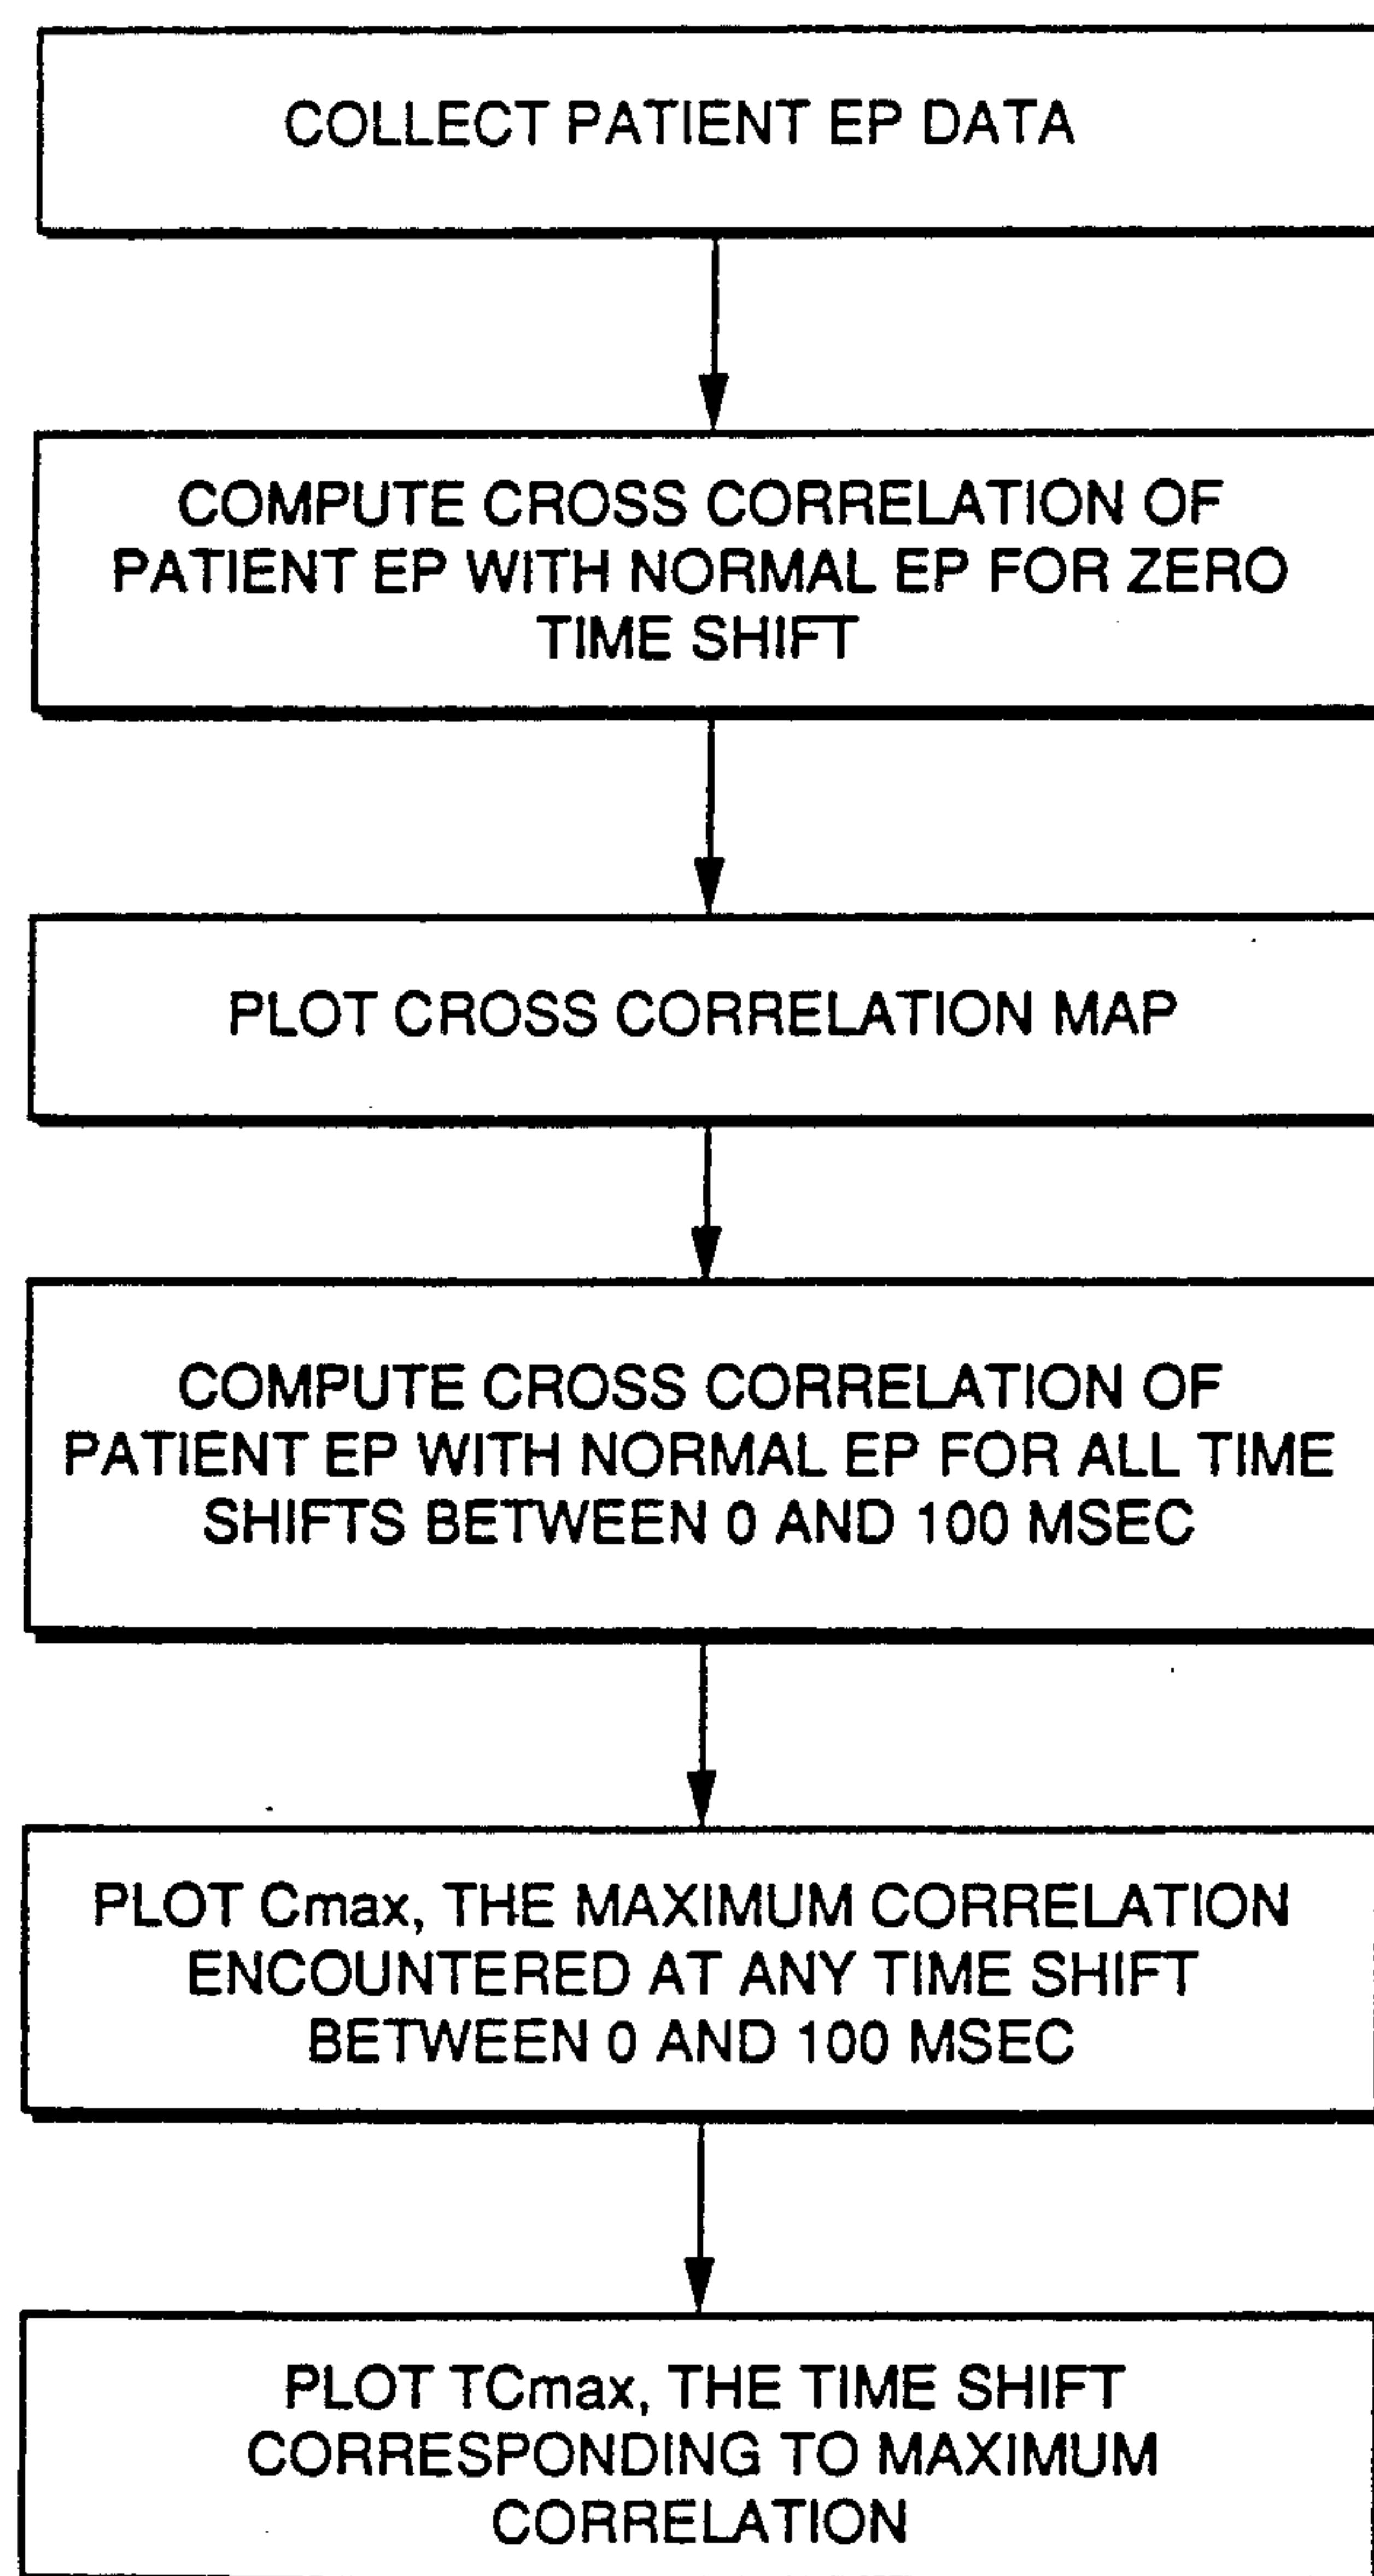 COLLECT PATIENT EP DATA
COMPUTE CROSS CORRELATION OF
PATIENT EP WITH NORMAL EP FOR ZERO
TIME SHIFT
PLOT CROSS CORRELATION MAP
COMPUTE CROSS CORRELATION OF
PATIENT EP WITH NORMAL EP FOR ALL TIME
SHIFTS BETWEEN 0 AND 100 MSEC
PLOT Cmax, THE MAXIMUM CORRELATION
ENCOUNTERED AT ANY TIME SHIFT
BETWEEN 0 AND 100 MSEC
PLOT TCmax, THE TIME SHIFT
CORRESPONDING TO MAXIMUM
CORRELATION